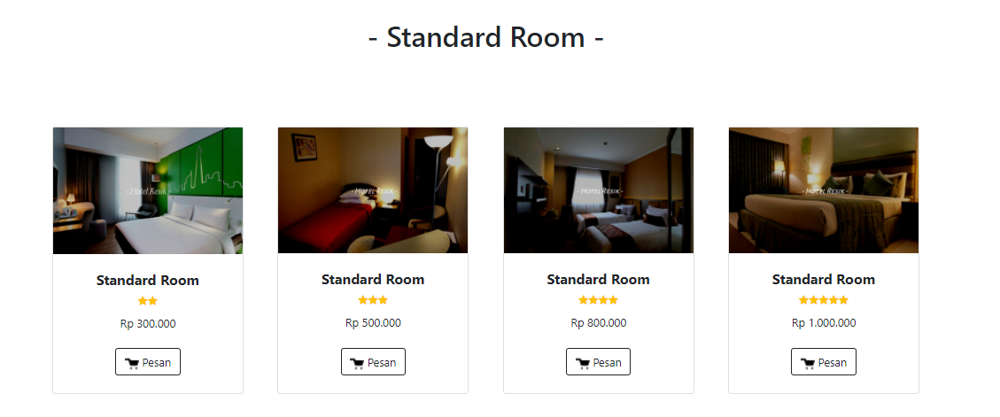 - Standard Room -
- Hotel Resik -
- Hotel Resik -
- Hotel Resik -
- Hotel Resik -
Standard Room
Rp 300.000
Pesan
Standard Room
Rp 500.000
Pesan
Standard Room
Rp 800.000
Pesan
Standard Room
Rp 1.000.000
Pesan